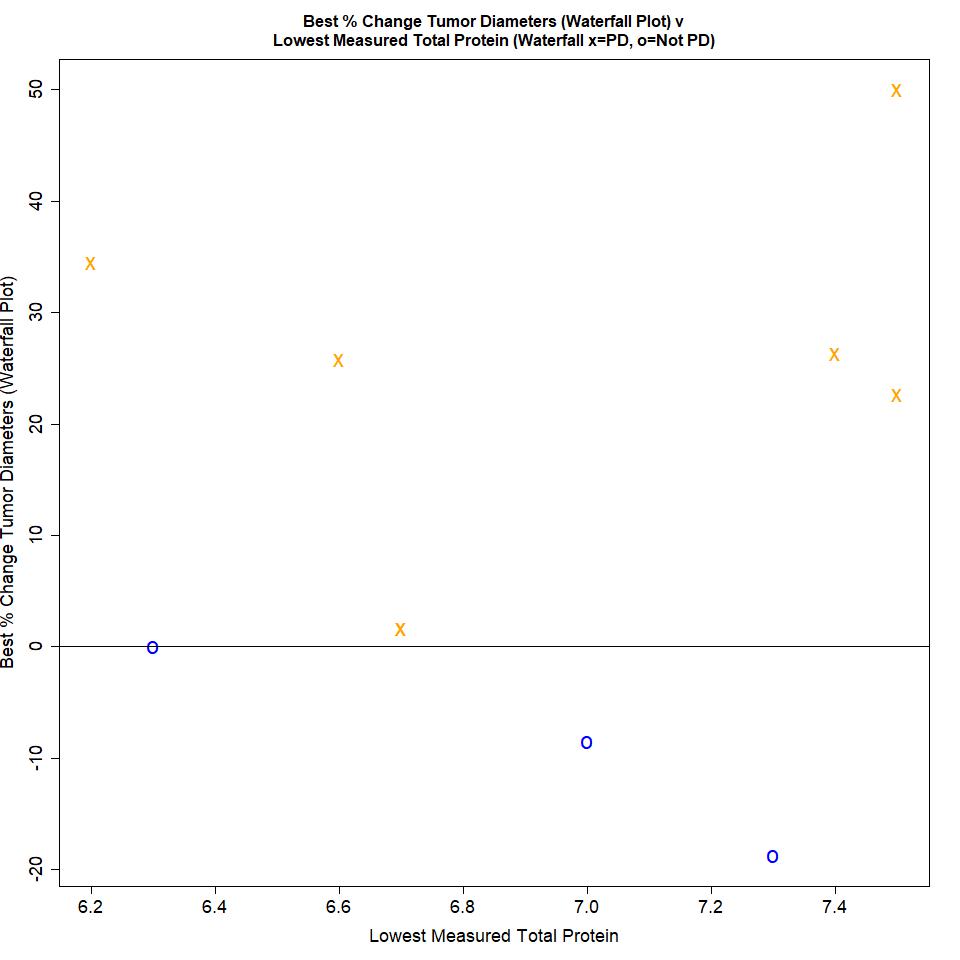 Best % Change Tumor Diameters (Waterfall Plot) v
Lowest Measured Total Protein (Waterfall x=PD, o=Not PD)
Best % Change Tumor Diameters (Waterfall Plot)
50
40
30
20
10
0
-10
-20
X
X
X
X
X
X
O
O
O
6.2 6.4 6.6 6.8 7.0 7.2 7.4
Lowest Measured Total Protein